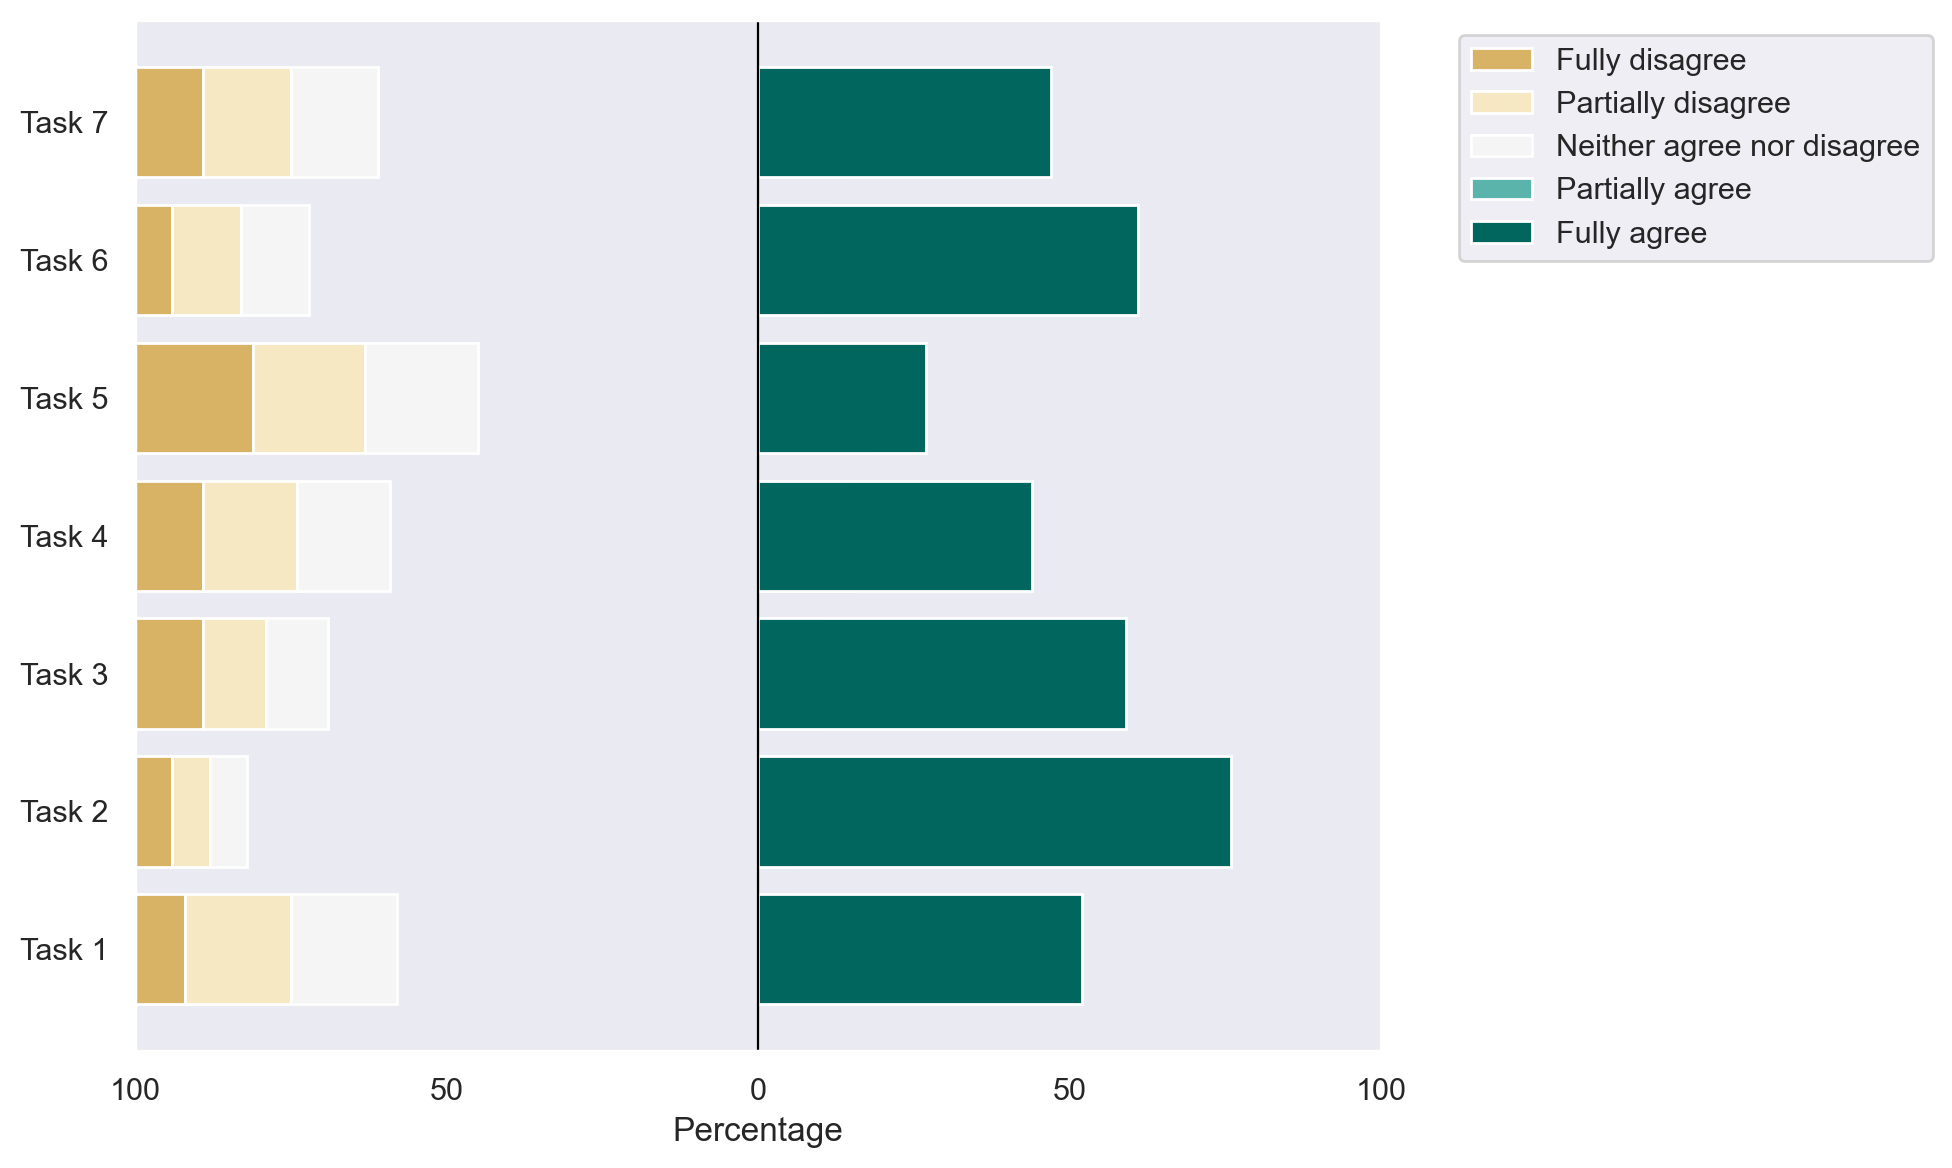 Task 7
Task 6
Task 5
Task 4
Task 3
Task 2
Task 1
100 50 0 50 100
Percentage
Fully disagree
Partially disagree
Neither agree nor disagree
Partially agree
Fully agree